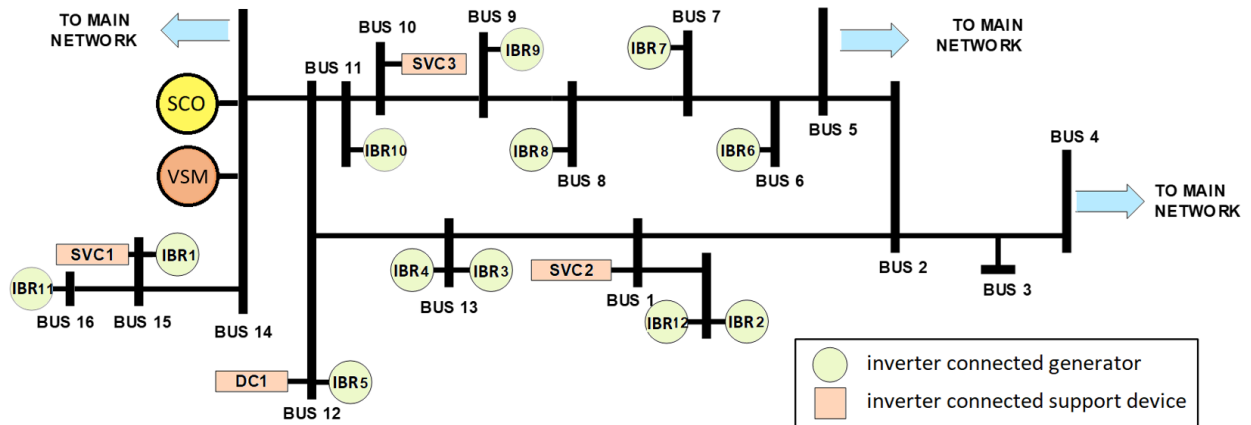 TO MAIN
NETWORK
BUS 10
BUS 9
BUS 7
TO MAIN
NETWORK
IBR9
IBR7
BUS 11
SVC3
SCO
BUS 5
BUS 4
IBR10
IBR8
IBR6
VSM
BUS 8
BUS 6
TO MAIN
NETWORK
SVC1
IBR1
IBR4
IBR3
SVC2
BUS 2
IBR11
BUS 3
BUS 16
BUS 15
BUS 14
BUS 13
BUS 1
IBR12
IBR2
DC1
IBR5
BUS 12
inverter connected generator
inverter connected support device